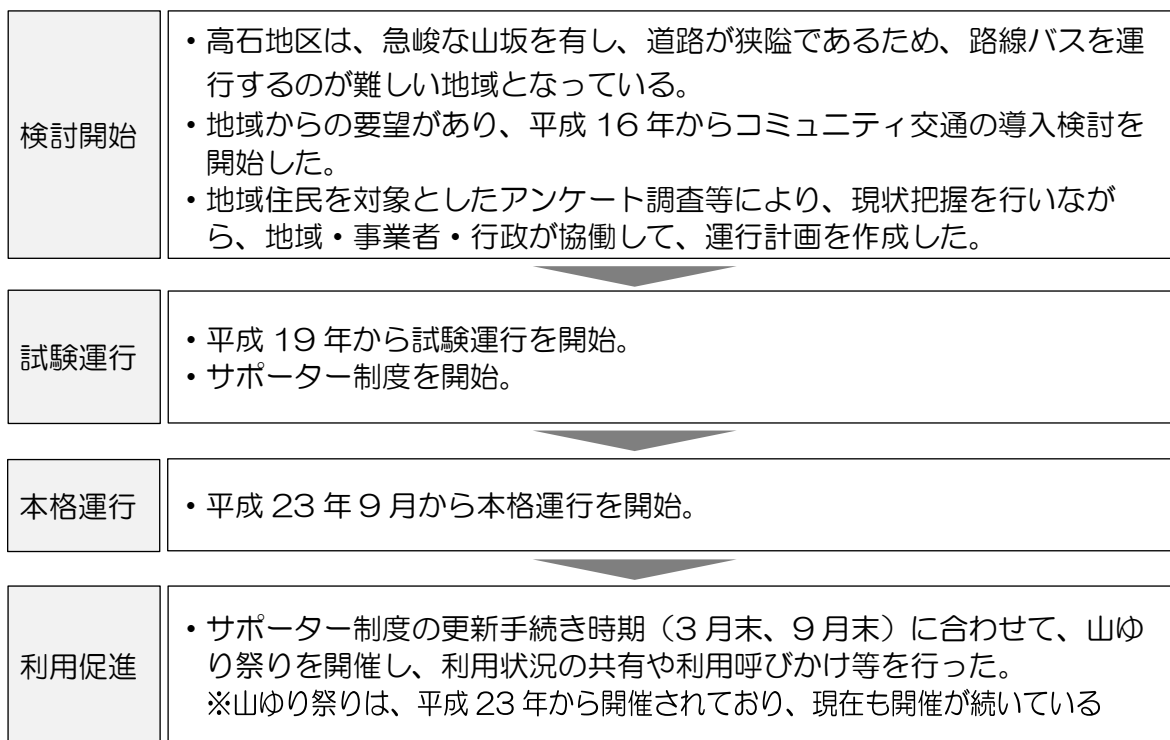 検討開始
・高石地区は、急峻な山坂を有し、道路が狭隘であるため、路線バスを運
行するのが難しい地域となっている。
・地域からの要望があり、平成 16 年からコミュニティ交通の導入検討を
開始した。
・地域住民を対象としたアンケート調査等により、現状把握を行いなが
ら、地域・事業者・行政が協働して、運行計画を作成した。
試験運行
・平成 19 年から試験運行を開始。
・サポーター制度を開始。
本格運行
・平成 23 年 9 月から本格運行を開始。
利用促進
・サポーター制度の更新手続き時期（3 月末、9 月末）に合わせて、山ゆ
り祭りを開催し、利用状況の共有や利用呼びかけ等を行った。
※山ゆり祭りは、平成 23 年から開催されており、現在も開催が続いている